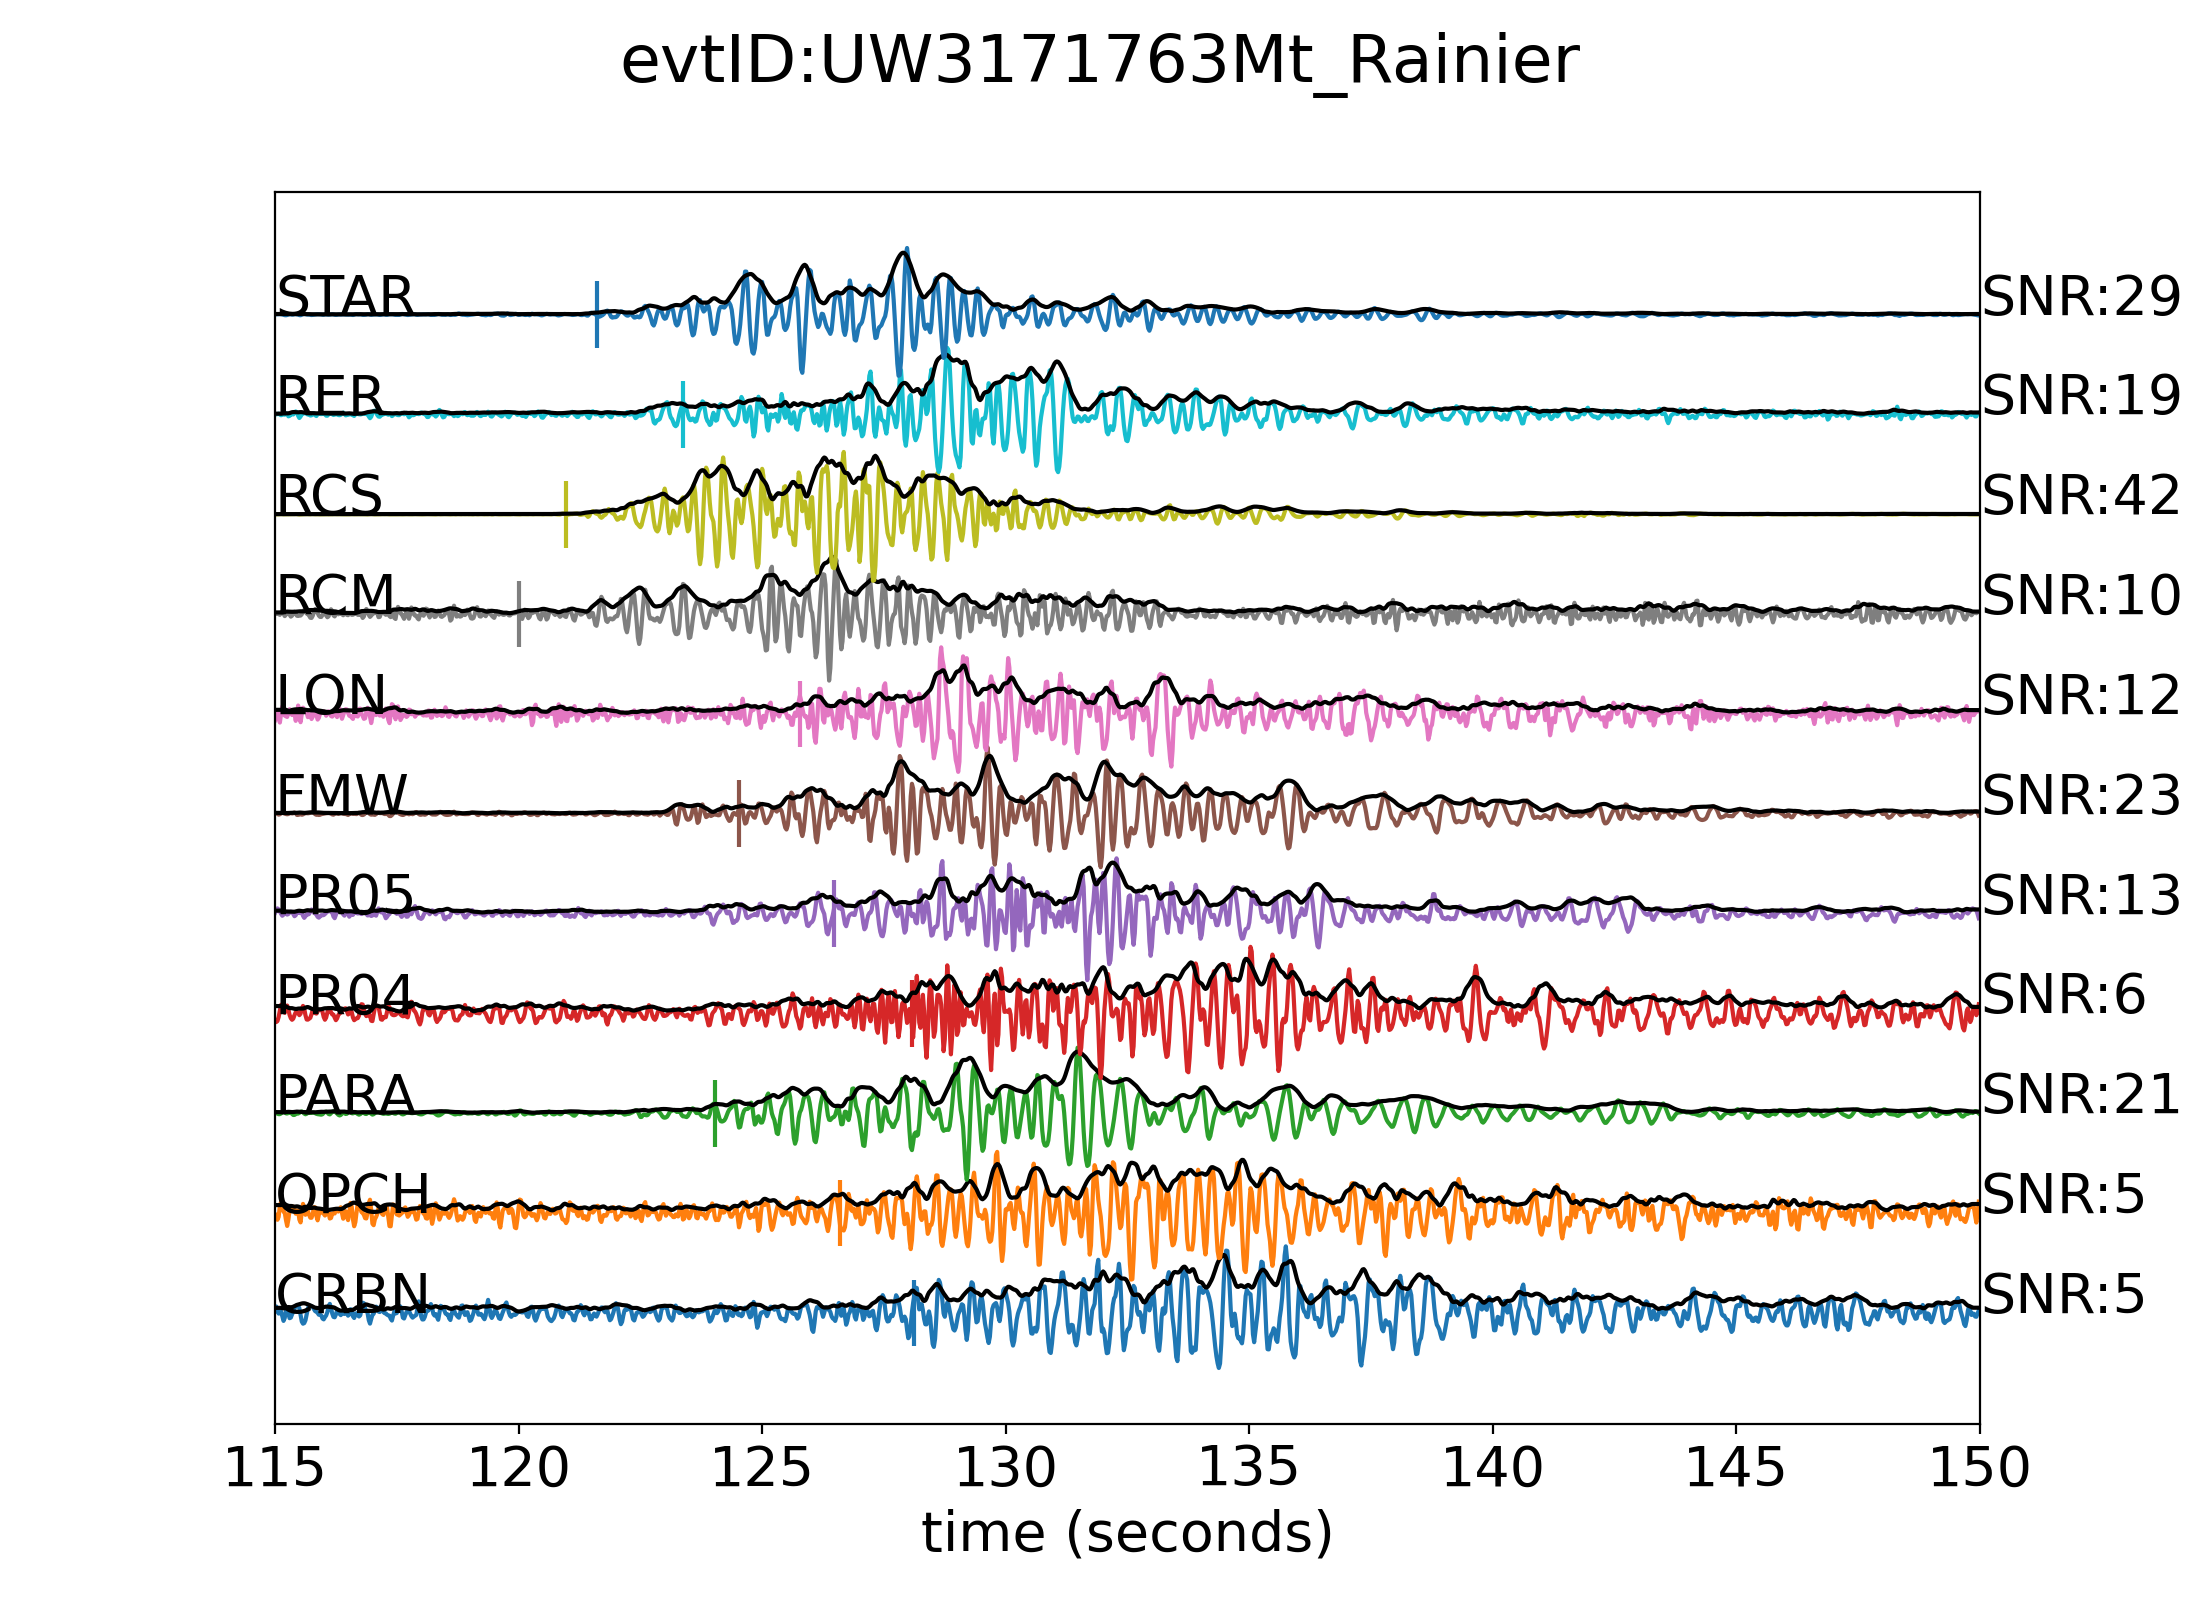 evtID:UW3171763Mt_Rainier
STAR SNR:29
RER SNR:19
RCS SNR:42
RCM SNR:10
LON SNR:12
FMW SNR:23
PR05 SNR:13
PR04 SNR:6
PARA SNR:21
OPCH SNR:5
CRBN SNR:5
115 120 125 130 135 140 145 150
time (seconds)